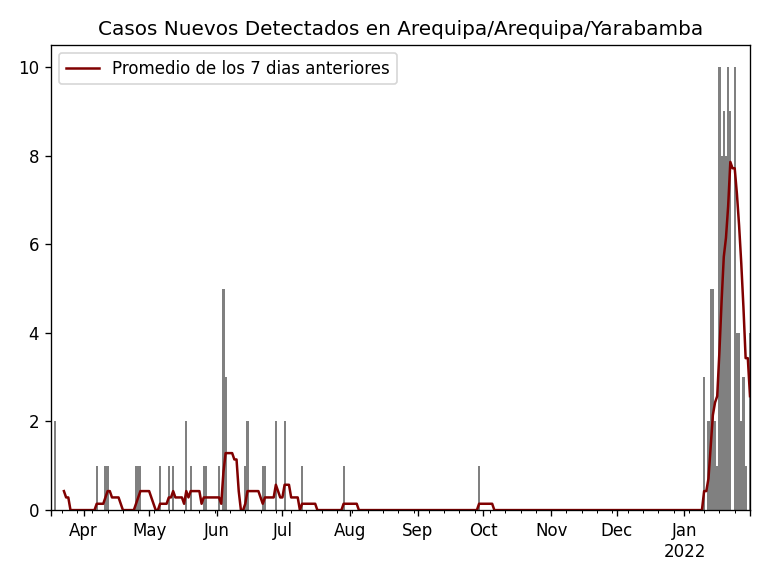 Casos Nuevos Detectados en Arequipa/Arequipa/Yarabamba
Promedio de los 7 dias anteriores
10
8
6
4
2
0
Apr May Jun Jul Aug Sep Oct Nov Dec Jan
2022